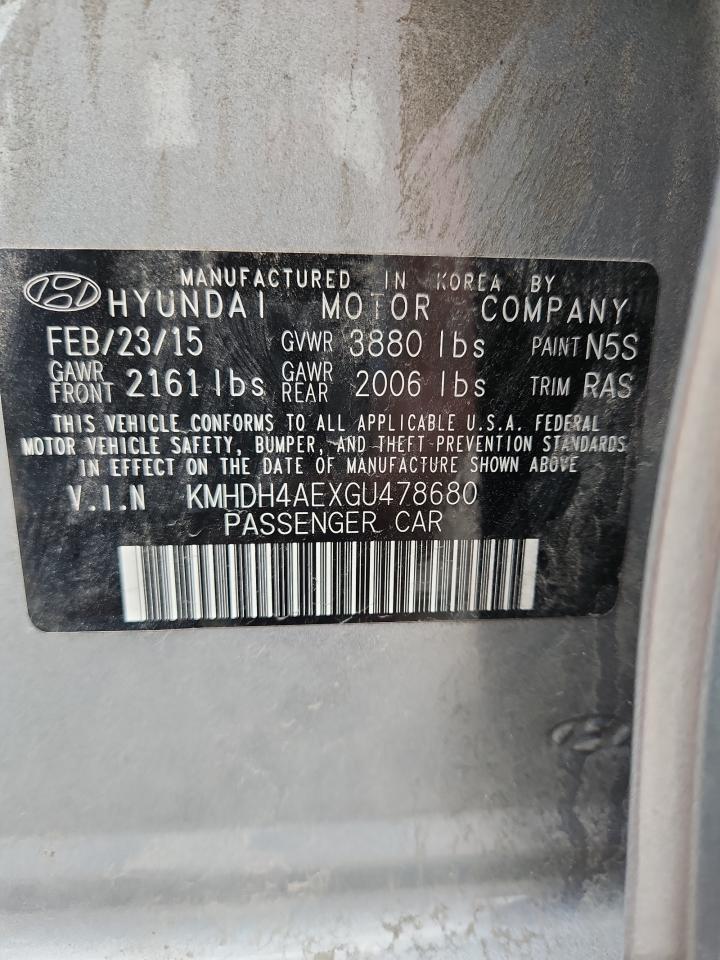 MANUFACTURED IN KOREA BY
HYUNDAI MOTOR COMPANY
FEB/23/15 GVWR 3880 lbs PAINT N5S
GAWR FRONT 2161 lbs GAWR REAR 2006 lbs TRIM RAS
THIS VEHICLE CONFORMS TO ALL APPLICABLE U.S.A. FEDERAL
MOTOR VEHICLE SAFETY, BUMPER, AND THEFT PREVENTION STANDARDS
IN EFFECT ON THE DATE OF MANUFACTURE SHOWN ABOVE
V.I.N KMHDH4AEXGU478680
PASSENGER CAR